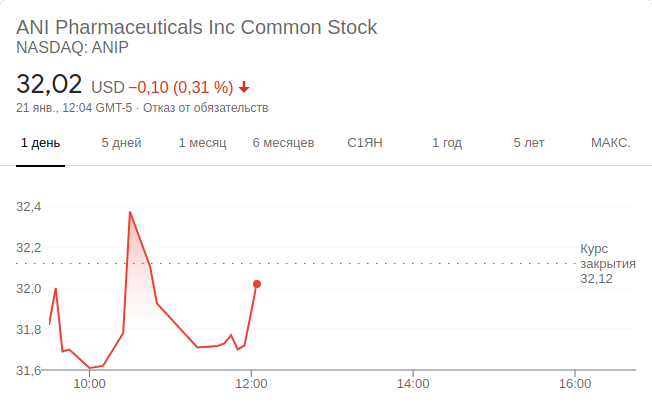 ANI Pharmaceuticals Inc Common Stock
NASDAQ: ANIP
32,02 USD −0,10 (0,31 %)
21 янв., 12:04 GMT-5 · Отказ от обязательств
1 день 5 дней 1 месяц 6 месяцев С1ЯН 1 год 5 лет МАКС.
32,4
32,2
32,0
31,8
31,6
Курс
закрытия
32,12
10:00 12:00 14:00 16:00